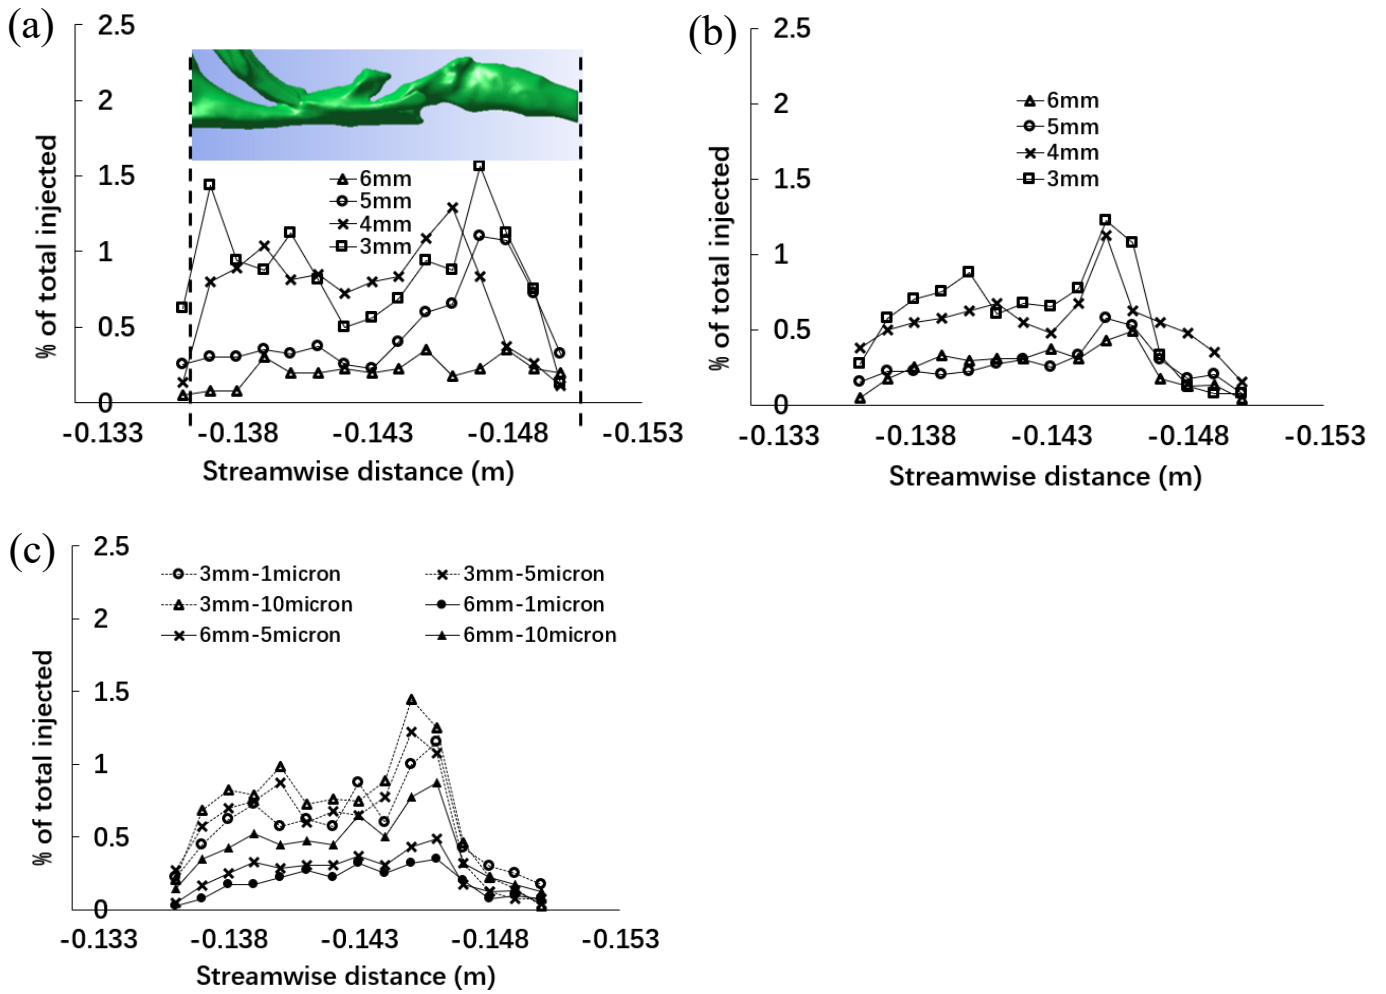 (a)
2.5
2
1.5
1
0.5
0
% of total injected
6mm
5mm
4mm
3mm
-0.133 -0.138 -0.143 -0.148 -0.153
Streamwise distance (m)
(b)
2.5
2
1.5
1
0.5
0
% of total injected
6mm
5mm
4mm
3mm
-0.133 -0.138 -0.143 -0.148 -0.153
Streamwise distance (m)
(c)
2.5
2
1.5
1
0.5
0
% of total injected
3mm-1micron 3mm-5micron
3mm-10micron 6mm-1micron
6mm-5micron 6mm-10micron
-0.133 -0.138 -0.143 -0.148 -0.153
Streamwise distance (m)